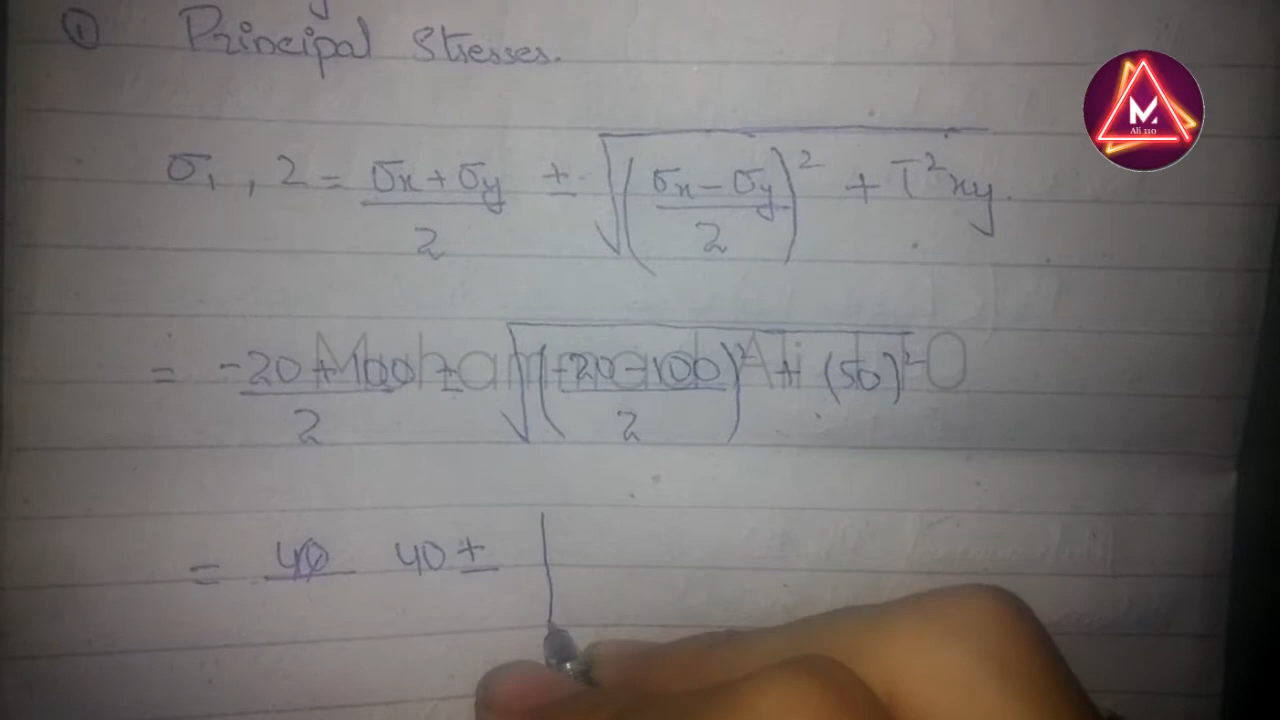 ① Principal Stresses.
M
Ali 110
σ₁,₂ = σx+σy / 2 ± √((σx-σy / 2)² + τ²xy
= -20+100 / 2 ± √((-20-100 / 2)² + (50)²
Mohammad Ali 110
= 40 40 ±